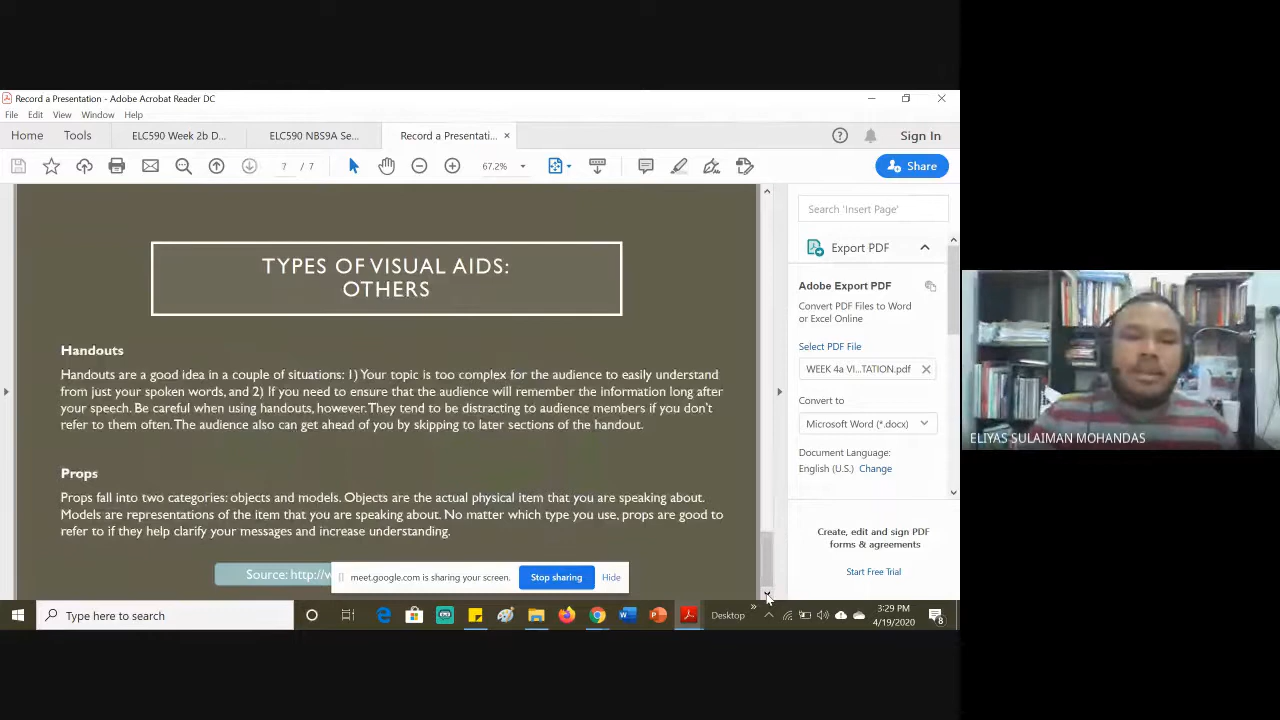 Record a Presentation - Adobe Acrobat Reader DC
File Edit View Window Help
Home Tools ELC590 Week 2b D... ELC590 NBS9A Se... Record a Presentati... ×
7 / 7 67.2% Share
Sign In
Search 'Insert Page'
Export PDF
Adobe Export PDF
Convert PDF Files to Word
or Excel Online
Select PDF File
WEEK 4a VI...TATION.pdf
Convert to
Microsoft Word (*.docx)
Document Language:
English (U.S.) Change
Create, edit and sign PDF
forms & agreements
Start Free Trial
TYPES OF VISUAL AIDS:
OTHERS
Handouts
Handouts are a good idea in a couple of situations: 1) Your topic is too complex for the audience to easily understand
from just your spoken words, and 2) If you need to ensure that the audience will remember the information long after
your speech. Be careful when using handouts, however. They tend to be distracting to audience members if you don't
refer to them often. The audience also can get ahead of you by skipping to later sections of the handout.
Props
Props fall into two categories: objects and models. Objects are the actual physical item that you are speaking about.
Models are representations of the item that you are speaking about. No matter which type you use, props are good to
refer to if they help clarify your messages and increase understanding.
Source: http://w
meet.google.com is sharing your screen. Stop sharing Hide
Type here to search
Desktop
3:29 PM
4/19/2020
8
ELIYAS SULAIMAN MOHANDAS